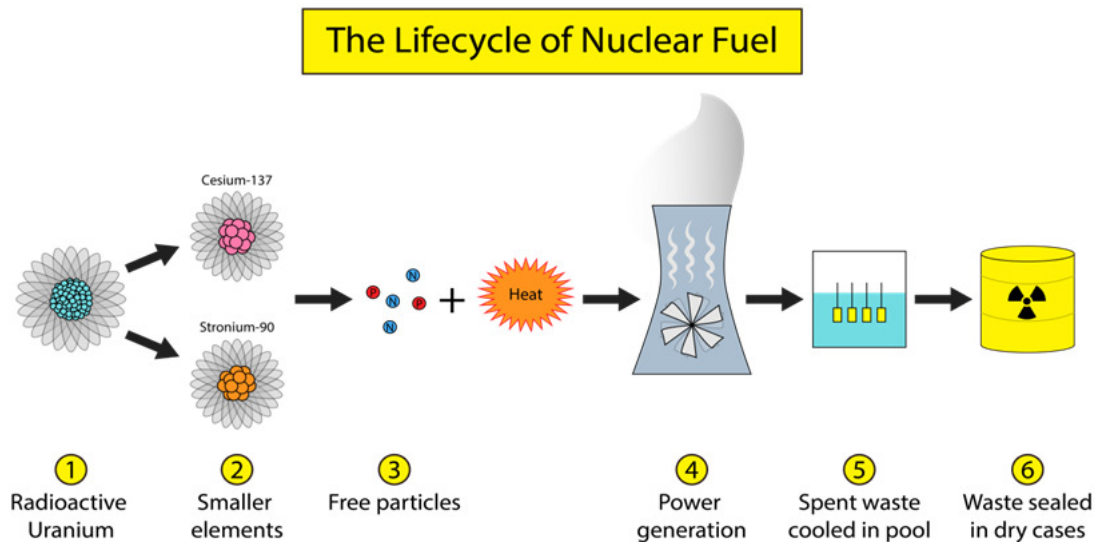 The Lifecycle of Nuclear Fuel
Cesium-137
Stronium-90
P
N
N
P
N
+
Heat
1
Radioactive
Uranium
2
Smaller
elements
3
Free particles
4
Power
generation
5
Spent waste
cooled in pool
6
Waste sealed
in dry cases